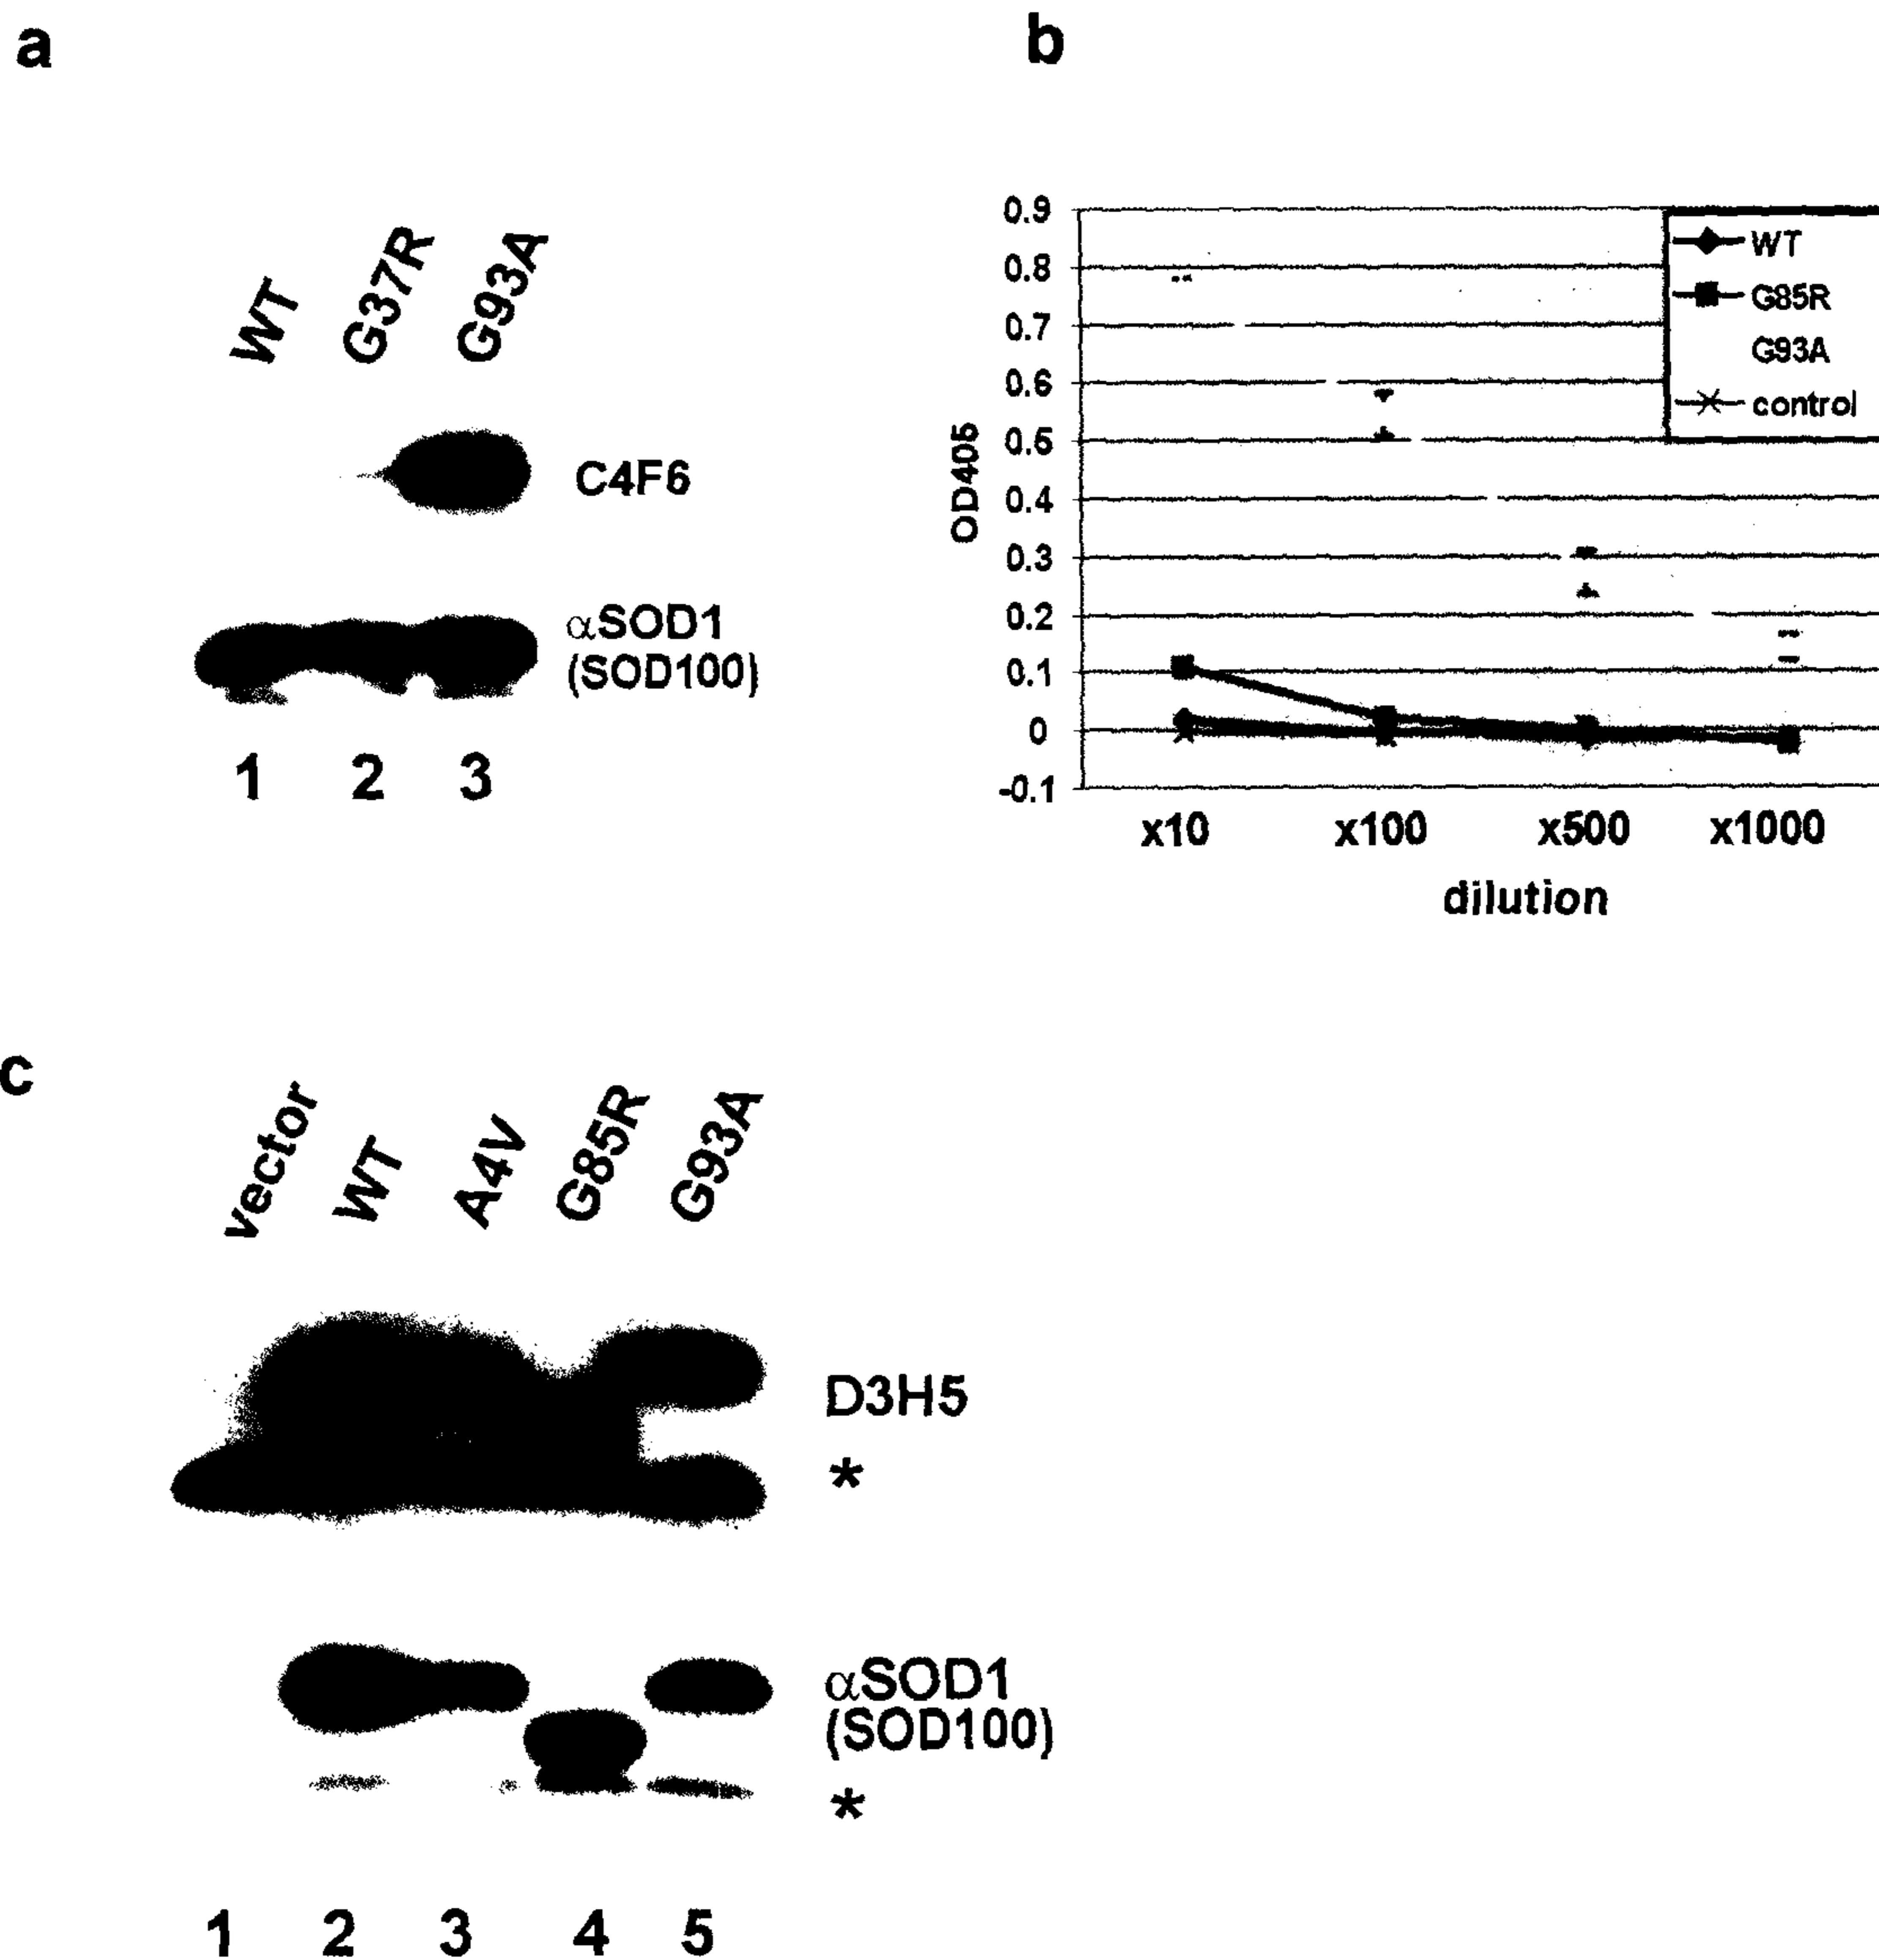 a
WT
G37R
G93A
C4F6
αSOD1
(SOD100)
1 2 3
b
0.9
0.8
0.7
0.6
0.5
0.4
0.3
0.2
0.1
0
-0.1
OD405
WT
G85R
G93A
control
x10 x100 x500 x1000
dilution
c
vector
WT
A4V
G85R
G93A
D3H5
*
αSOD1
(SOD100)
*
1 2 3 4 5